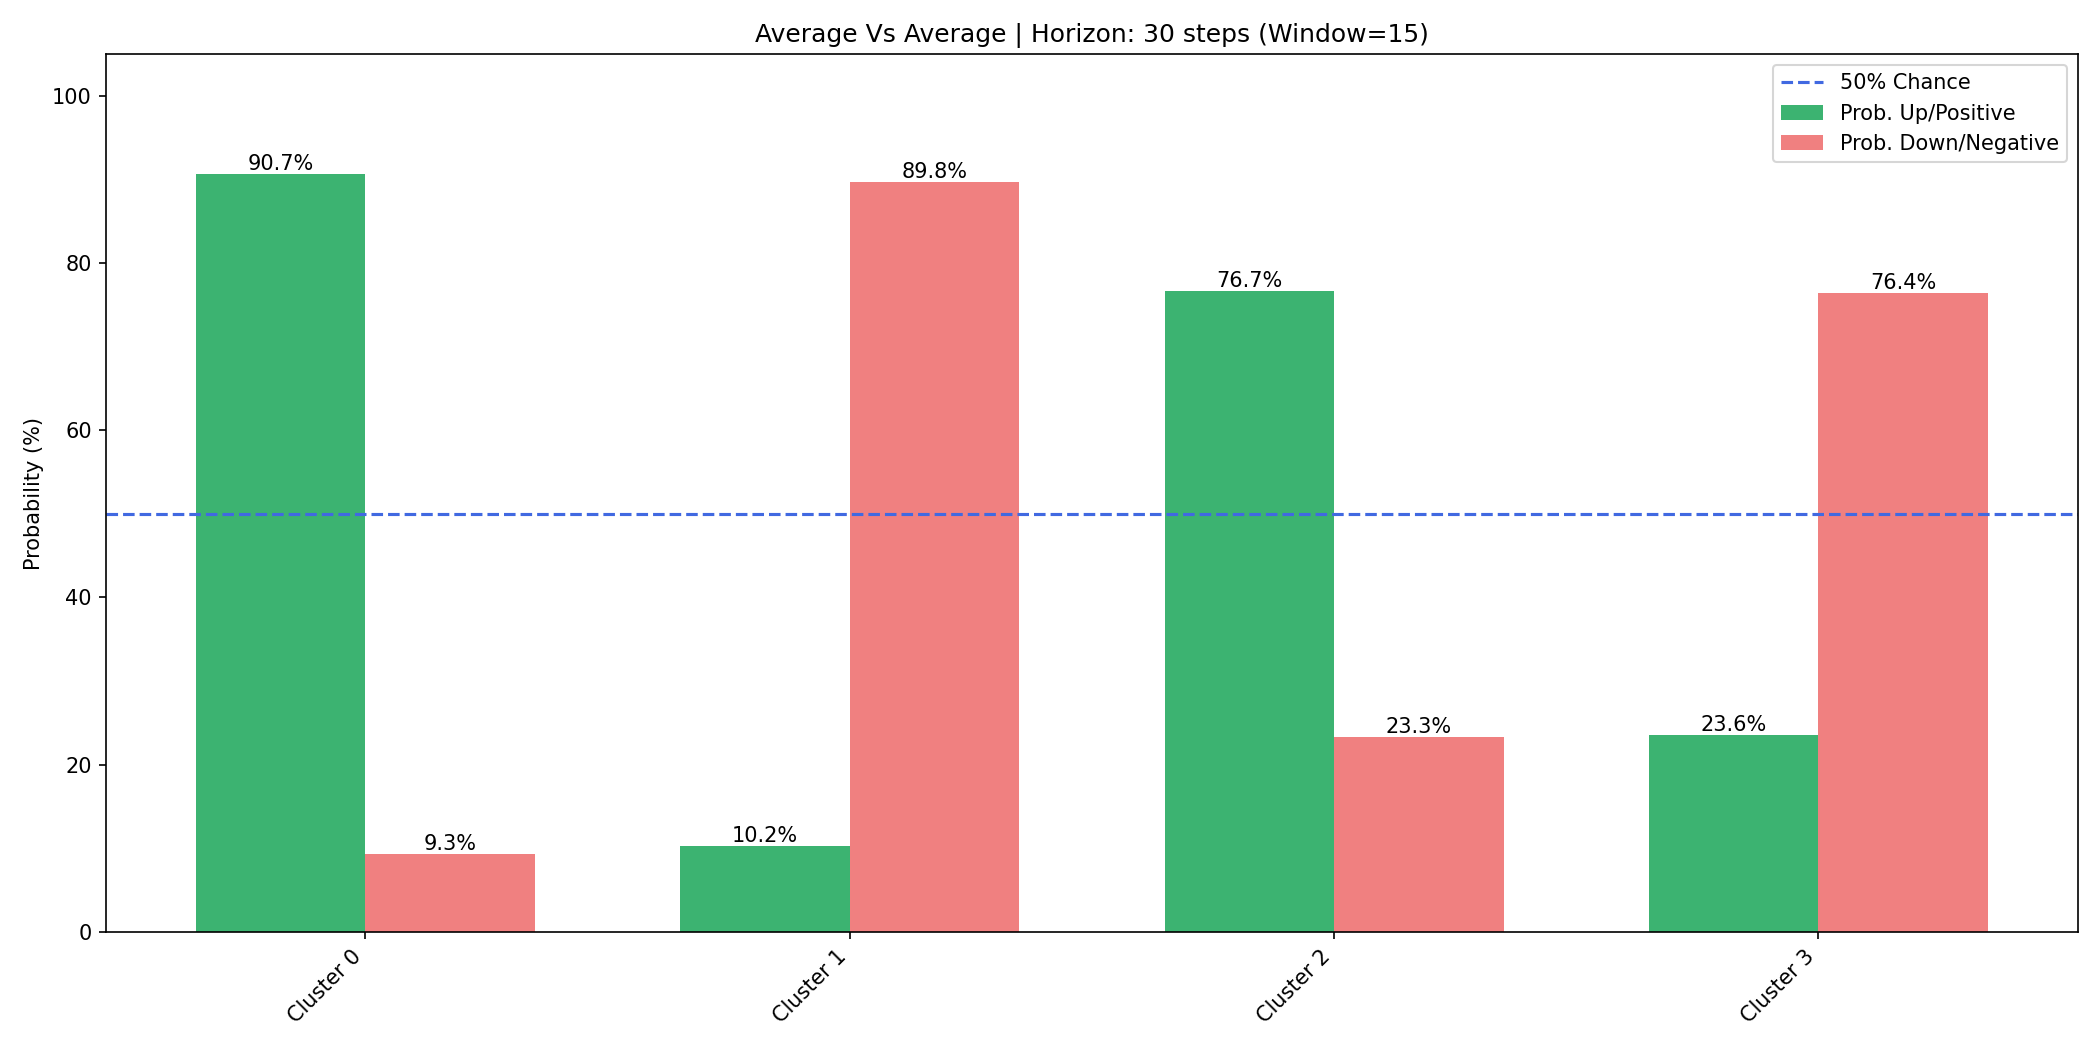 Average Vs Average | Horizon: 30 steps (Window=15)
50% Chance
Prob. Up/Positive
Prob. Down/Negative
Probability (%)
100
80
60
40
20
0
90.7%
9.3%
10.2%
89.8%
76.7%
23.3%
23.6%
76.4%
Cluster 0
Cluster 1
Cluster 2
Cluster 3